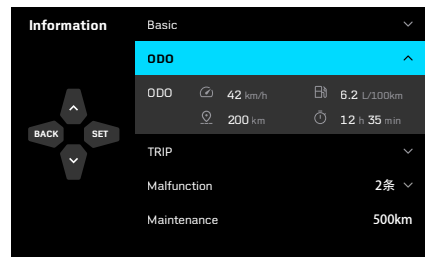 Information
BACK
SET
Basic
ODO
ODO 42 km/h 6.2 L/100km
200 km 12 h 35 min
TRIP
Malfunction 2条
Maintenance 500km